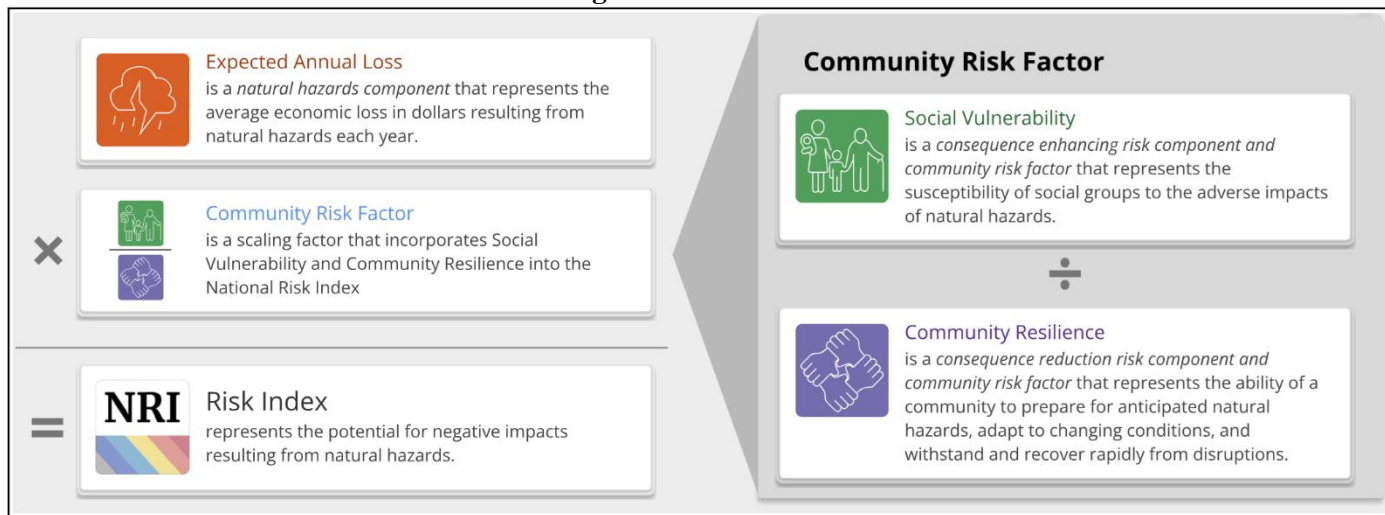 Expected Annual Loss
is a natural hazards component that represents the
average economic loss in dollars resulting from
natural hazards each year.
×
Community Risk Factor
is a scaling factor that incorporates Social
Vulnerability and Community Resilience into the
National Risk Index
=
NRI
Risk Index
represents the potential for negative impacts
resulting from natural hazards.
Community Risk Factor
Social Vulnerability
is a consequence enhancing risk component and
community risk factor that represents the
susceptibility of social groups to the adverse impacts
of natural hazards.
÷
Community Resilience
is a consequence reduction risk component and
community risk factor that represents the ability of a
community to prepare for anticipated natural
hazards, adapt to changing conditions, and
withstand and recover rapidly from disruptions.